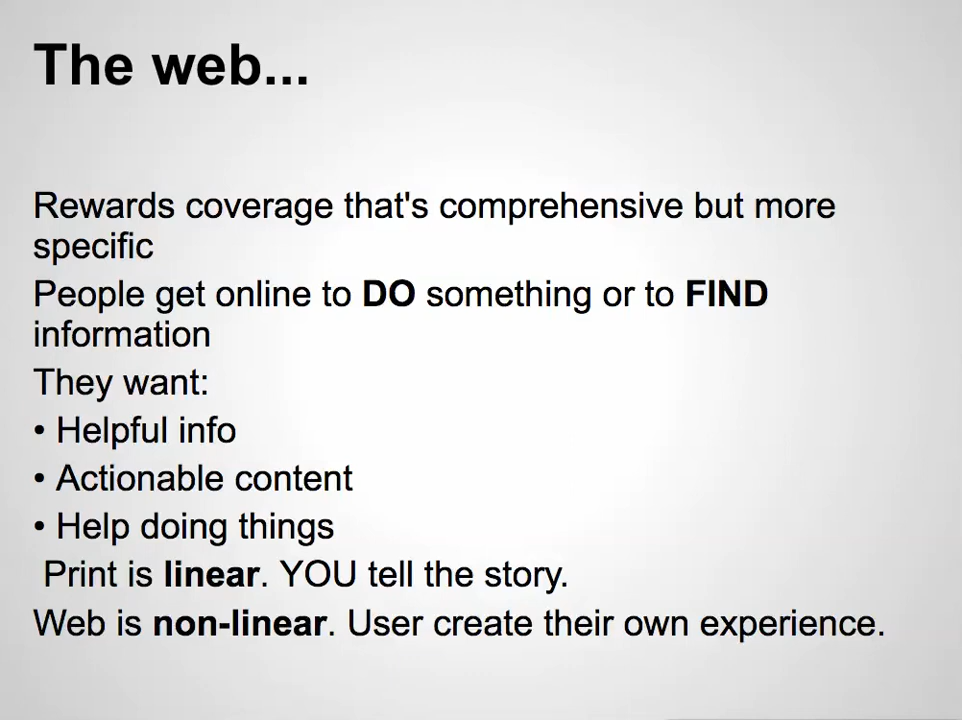 The web...
Rewards coverage that's comprehensive but more
specific
People get online to DO something or to FIND
information
They want:
• Helpful info
• Actionable content
• Help doing things
Print is linear. YOU tell the story.
Web is non-linear. User create their own experience.